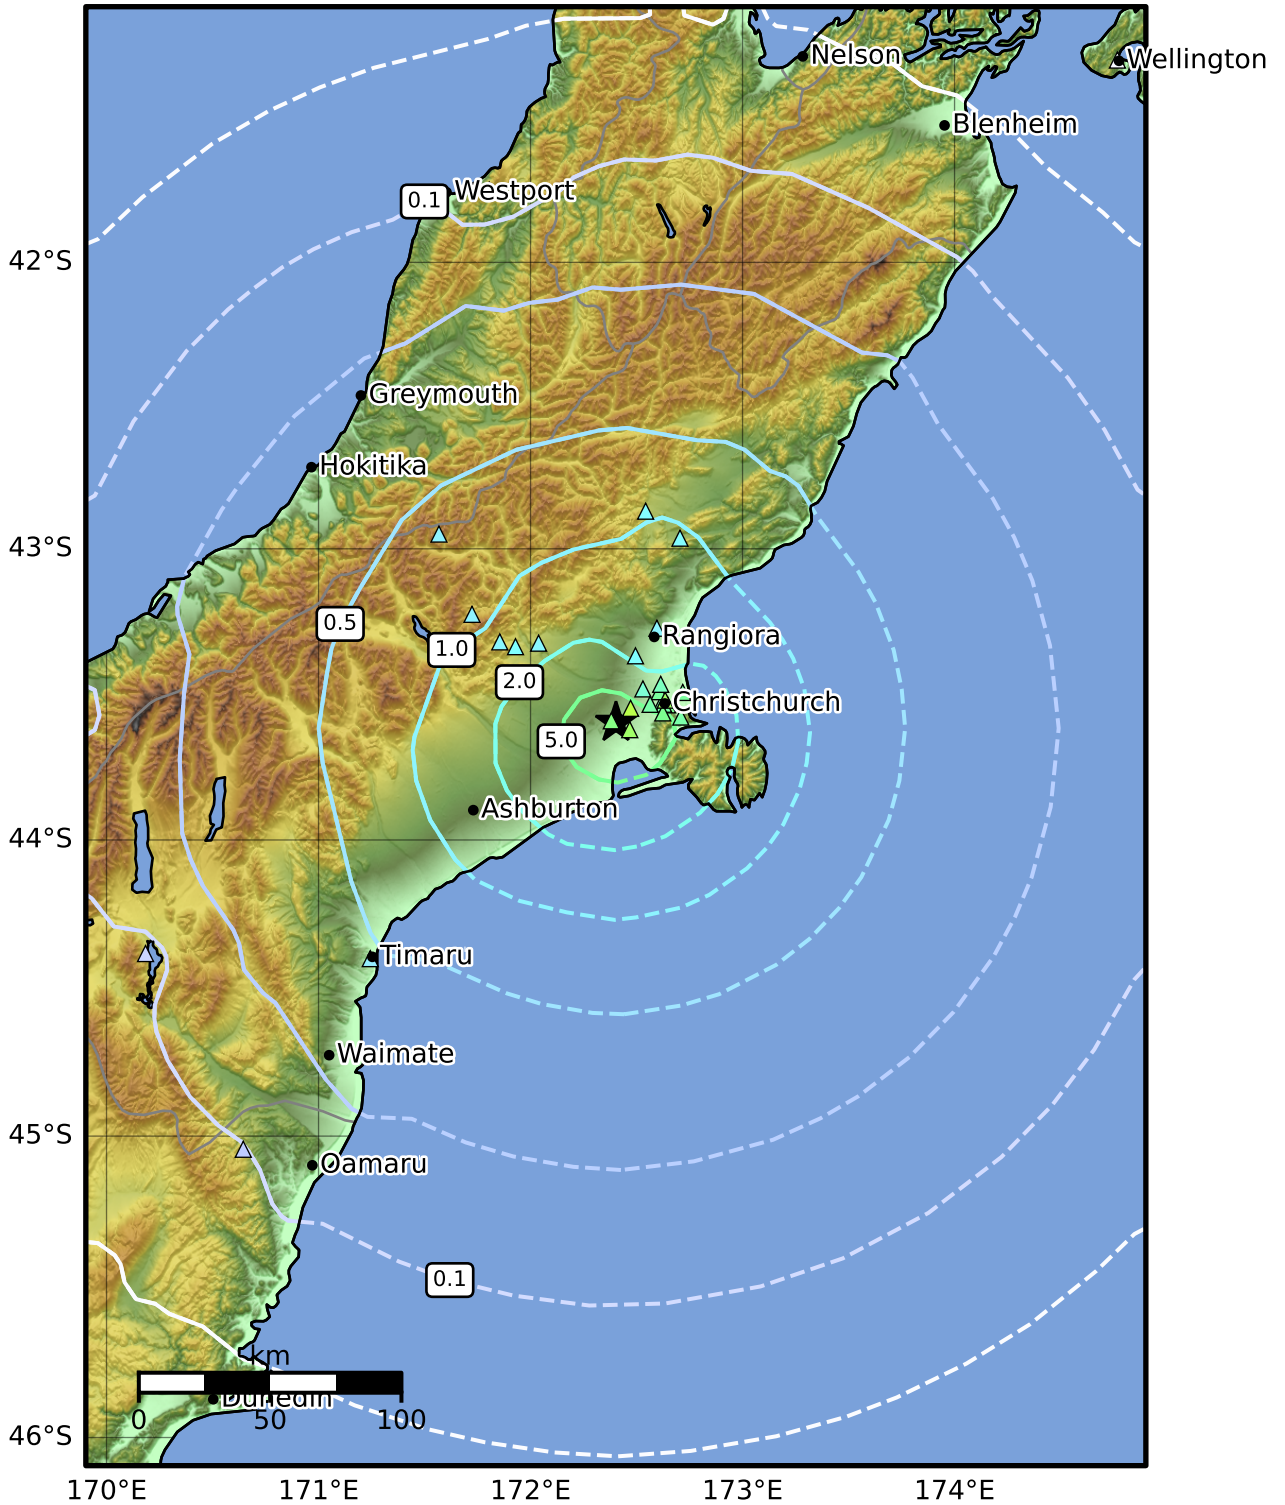 Nelson
Wellington
Blenheim
Westport
0.1
42°S
Greymouth
Hokitika
43°S
0.5
Rangiora
1.0
2.0
Christchurch
5.0
Ashburton
44°S
Timaru
Waimate
45°S
Oamaru
0.1
km
Dunedin
0
50
100
46°S
170°E
171°E
172°E
173°E
174°E